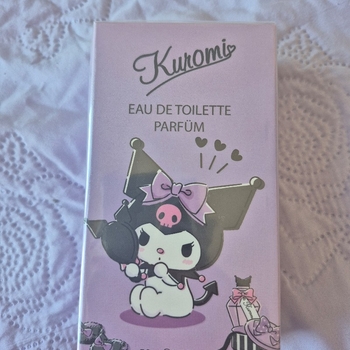 Kuromi
EAU DE TOILETTE
PARFÜM